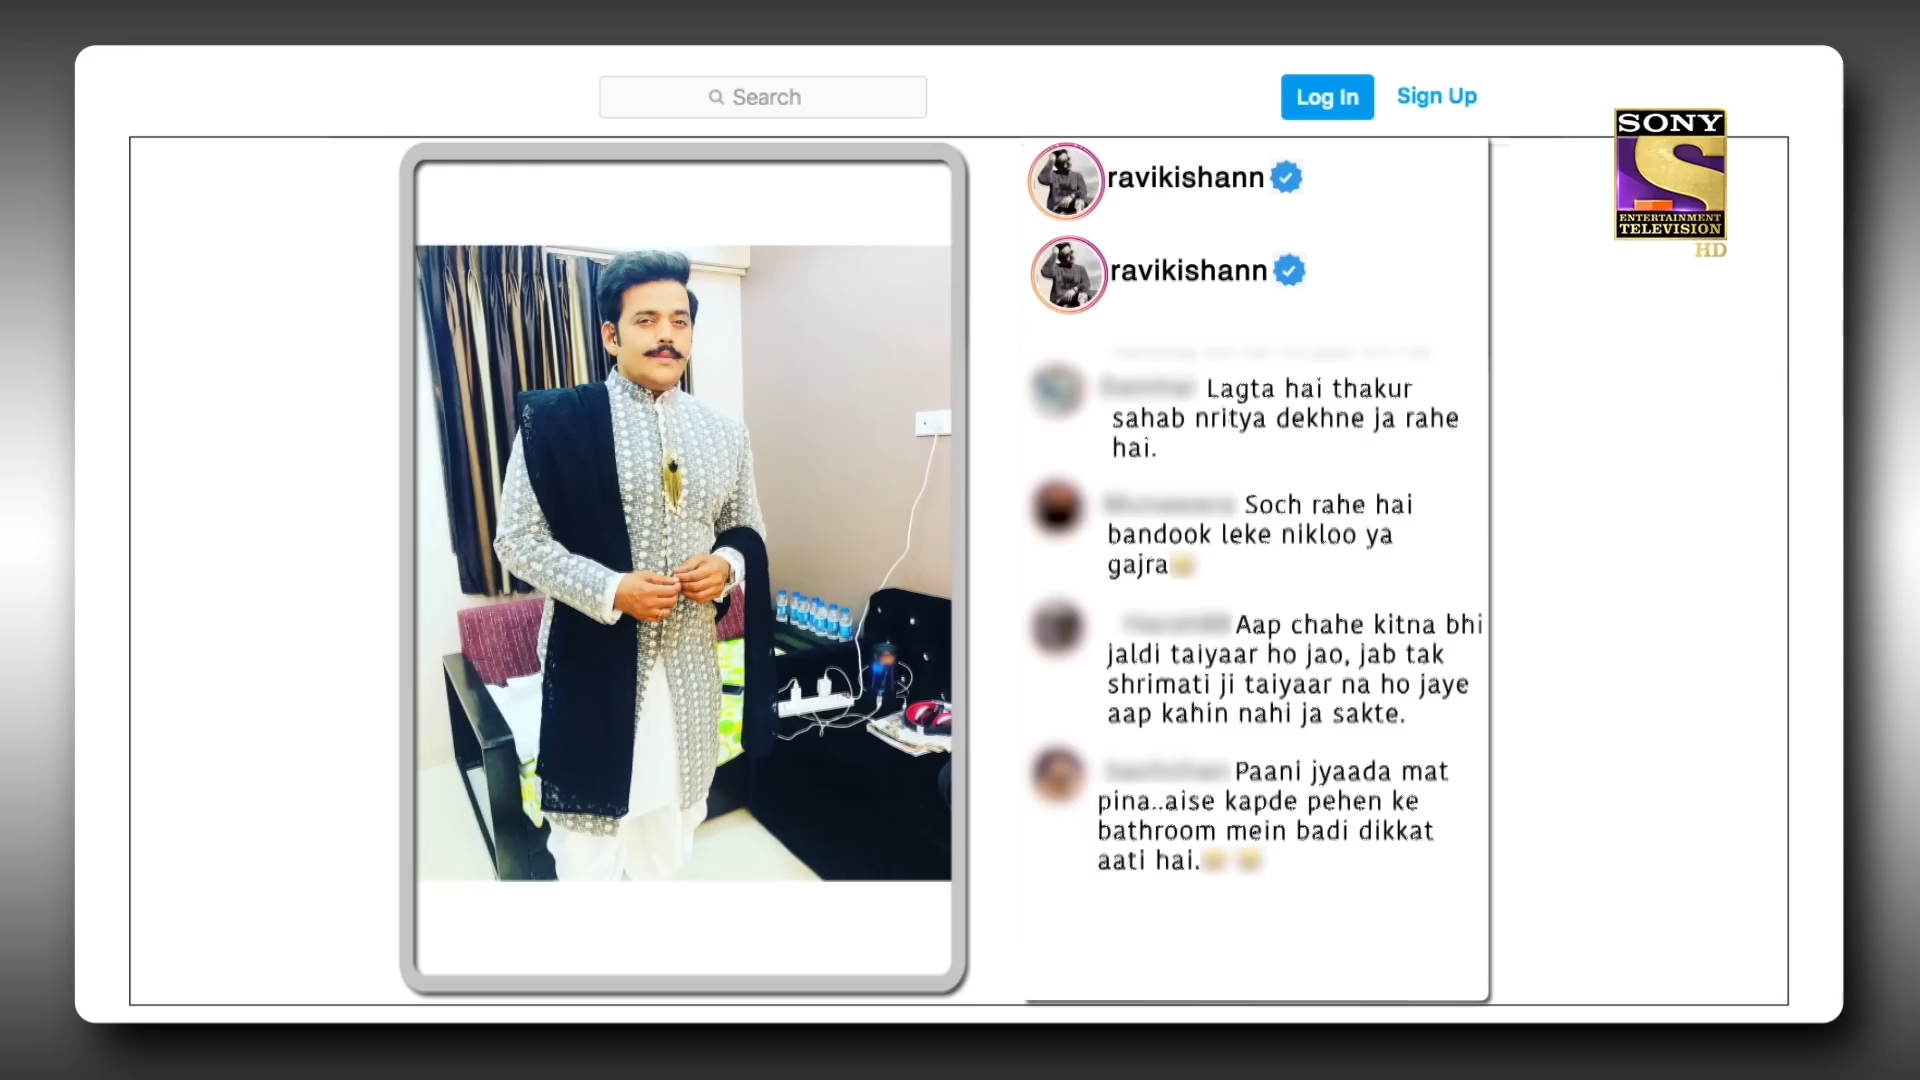 Search
Log In
Sign Up
SONY
ENTERTAINMENT
TELEVISION
HD
ravikishann
ravikishann
Lagta hai thakur
sahab nritya dekhne ja rahe
hai.
Soch rahe hai
bandook leke nikloo ya
gajra
Aap chahe kitna bhi
jaldi taiyaar ho jao, jab tak
shrimati ji taiyaar na ho jaye
aap kahin nahi ja sakte.
Paani jyaada mat
pina..aise kapde pehen ke
bathroom mein badi dikkat
aati hai.